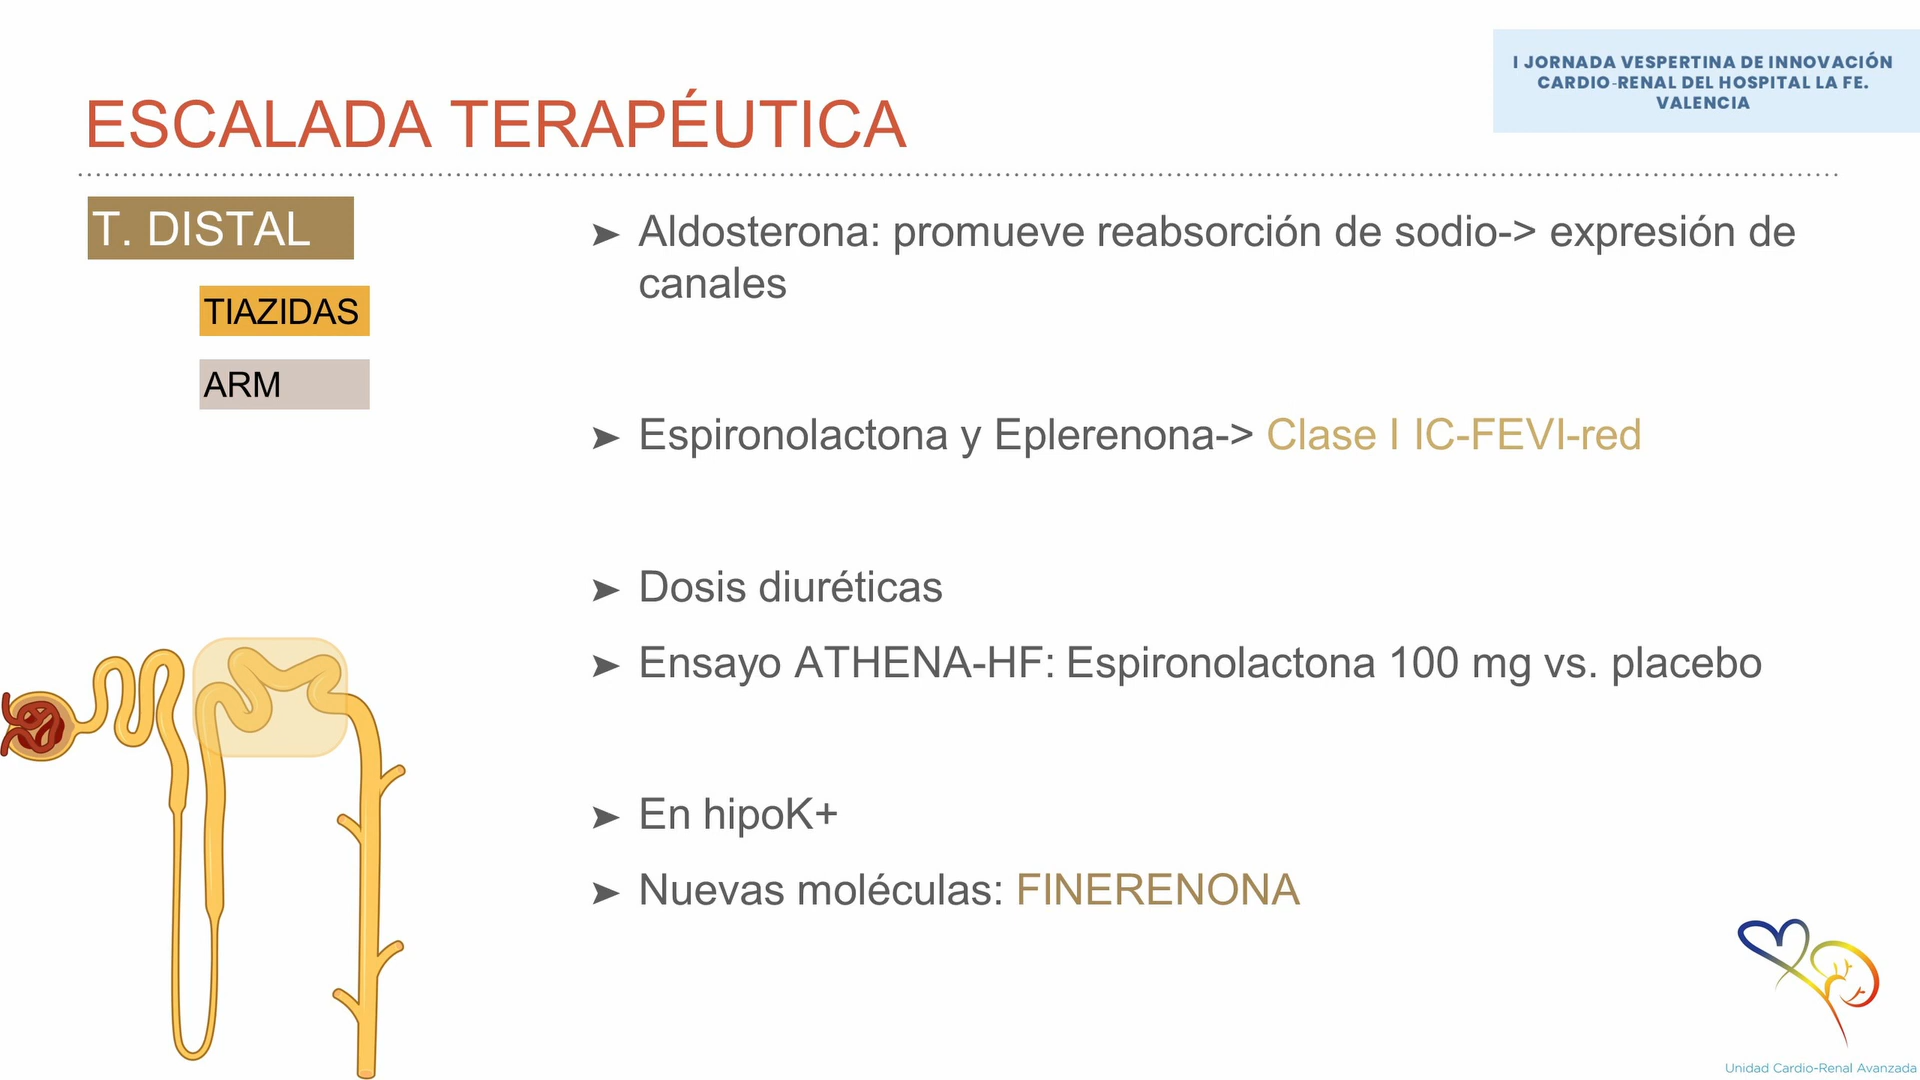 I JORNADA VESPERTINA DE INNOVACIÓN
CARDIO-RENAL DEL HOSPITAL LA FE.
VALENCIA
ESCALADA TERAPÉUTICA
T. DISTAL
TIAZIDAS
ARM
➤ Aldosterona: promueve reabsorción de sodio-> expresión de
canales
➤ Espironolactona y Eplerenona-> Clase I IC-FEVI-red
➤ Dosis diuréticas
➤ Ensayo ATHENA-HF: Espironolactona 100 mg vs. placebo
➤ En hipoK+
➤ Nuevas moléculas: FINERENONA
Unidad Cardio-Renal Avanzada